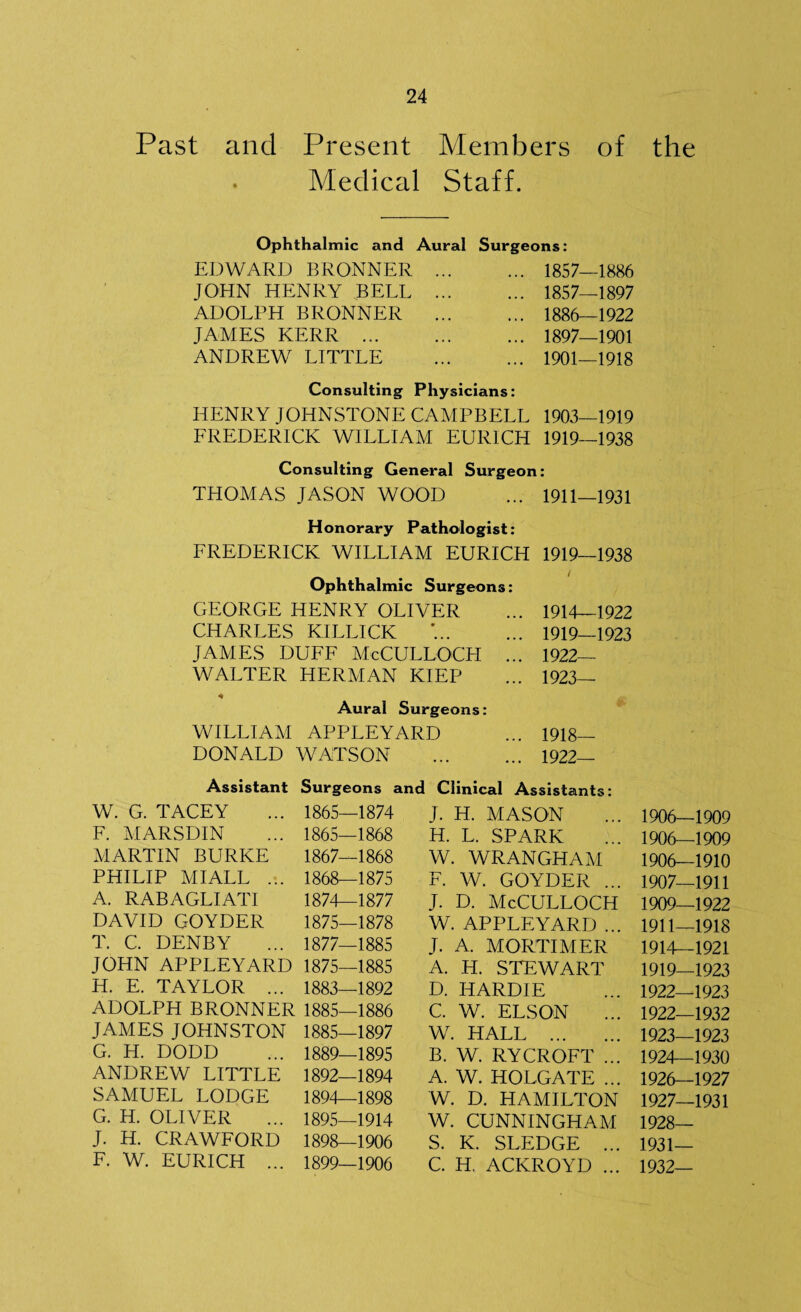 24
Past and Present Members of the
Medical Staff.
Ophthalmic and Aural Surgeons:
EDWARD BRONNER ... ... 1857—1886
JOHN HENRY BELL ... ... 1857—1897
ADOLPH BRONNER ... ... 1886—1922
JAMES KERR ... ... ... 1897—1901
ANDREW LITTLE ... ... 1901—1918
Consulting Physicians:
HENRY JOHNSTONE CAMPBELL 1903—1919
FREDERICK WILLIAM EURICH 1919—1938
Consulting General Surgeon:
THOMAS JASON WOOD ... 1911—1931
Honorary Pathologist:
FREDERICK WILLIAM EURICH 1919—1938
Ophthalmic Surgeons:
GEORGE HENRY OLIVER ... 1914—1922
CHARLES KILLICK ... ... 1919—1923
JAMES DUFF McCULLOCH ... 1922—
WALTER HERMAN KIEP ... 1923—
Aural Surgeons:
WILLIAM APPLEYARD ... 1918—
DONALD WATSON ... ... 1922—
Assistant Surgeons and Clinical Assistants:
W. G. TACEY ... 1865—1874
F. MARSDIN ... 1865—1868
MARTIN BURKE 1867—1868
PHILIP MIALL ... 1868—1875
A. RABAGLIATI 1874—1877
DAVID GOYDER 1875—1878
T. C. DENBY ... 1877—1885
JOHN APPLEYARD 1875—1885
H. E. TAYLOR ... 1883—1892
ADOLPH BRONNER 1885—1886
JAMES JOHNSTON 1885—1897
G. H. DODD ... 1889—1895
ANDREW LITTLE 1892—1894
SAMUEL LODGE 1894—1898
G. H. OLIVER ... 1895—1914
J. H. CRAWFORD 1898—1906
F. W. EURICH ... 1899—1906
J. H. MASON ... 1906—1909
H. L. SPARK ... 1906—1909
W. WRANGHAM 1906—1910
F. W. GOYDER ... 1907—1911
J. D. McCULLOCH 1909—1922
W. APPLEYARD ... 1911—1918
J. A. MORTIMER 1914—1921
A. H. STEWART 1919—1923
D. HARDIE ... 1922—1923
C. W. ELSON ... 1922—1932
W. HALL ... ... 1923—1923
B. W. RYCROFT ... 1924—1930
A. W. HOLGATE ... 1926—1927
W. D. HAMILTON 1927—1931
W. CUNNINGHAM 1928—
S. K. SLEDGE ... 1931—
C. H. ACKROYD ... 1932—